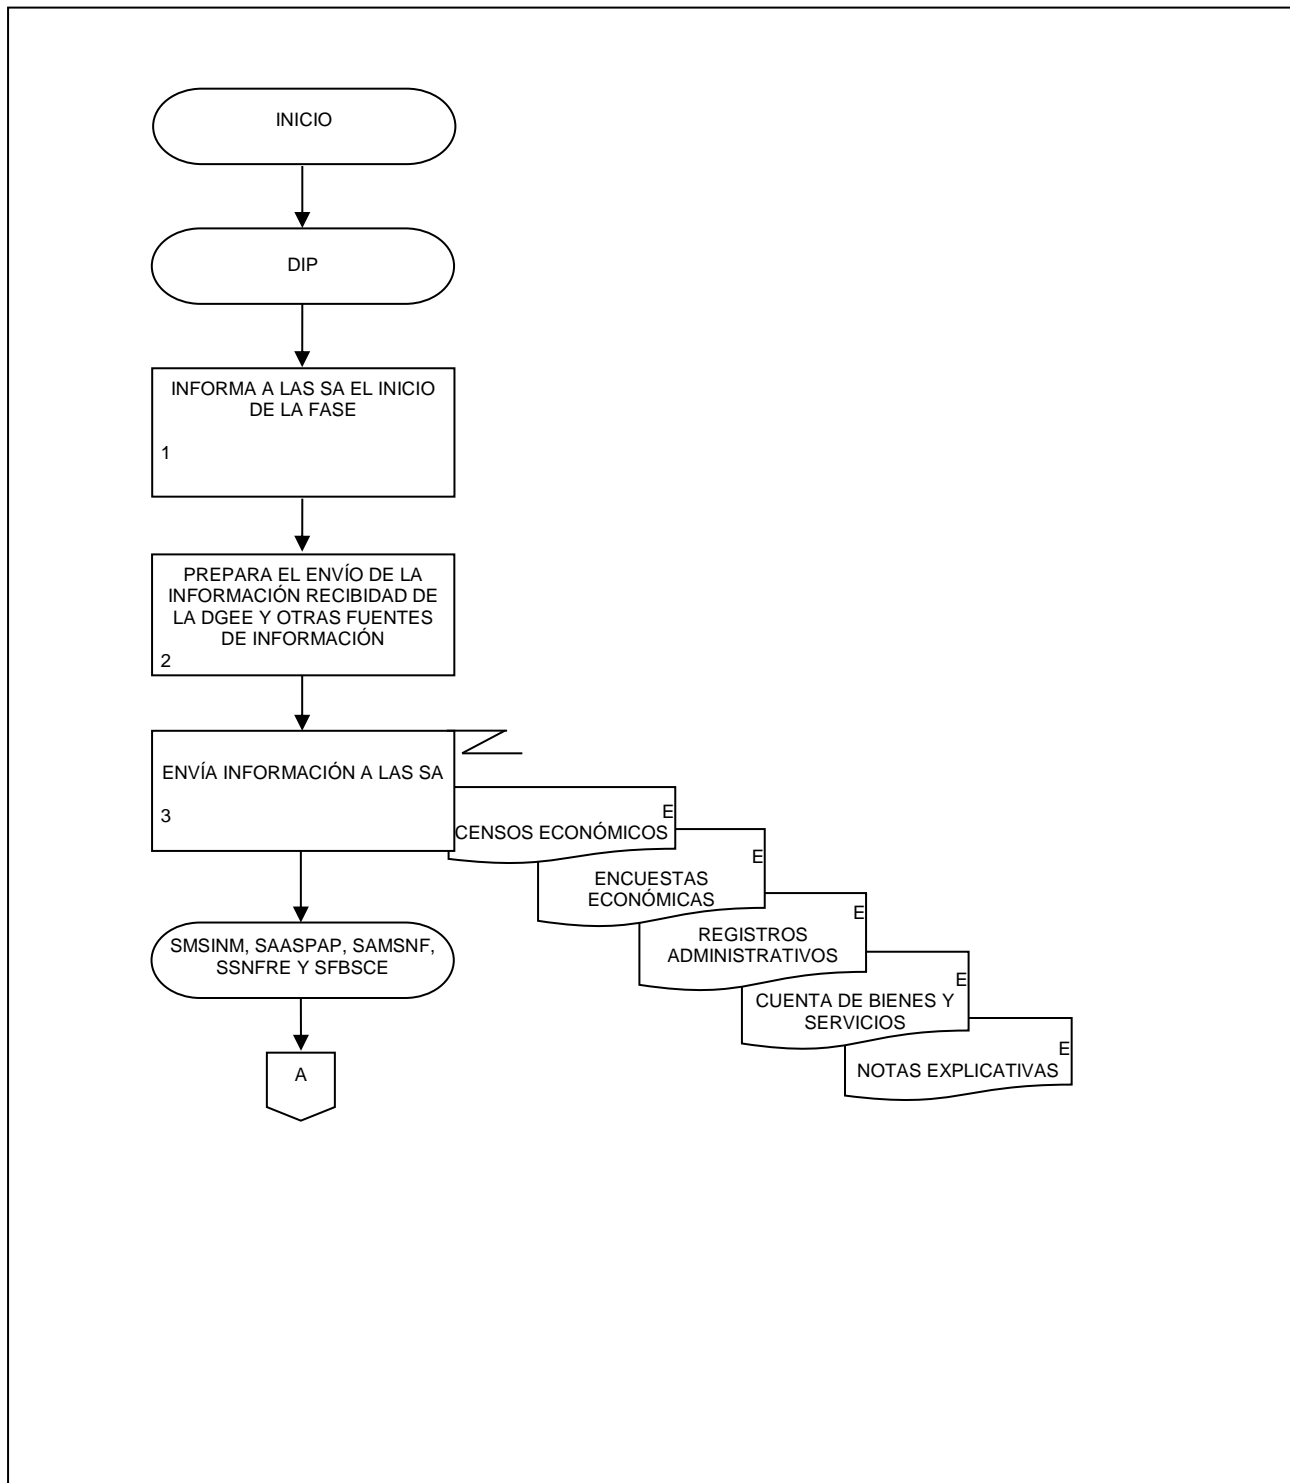 INICIO
DIP
INFORMA A LAS SA EL INICIO
DE LA FASE
1
PREPARA EL ENVÍO DE LA
INFORMACIÓN RECIBIDAD DE
LA DGEE Y OTRAS FUENTES
DE INFORMACIÓN
2
ENVÍA INFORMACIÓN A LAS SA
3
E
CENSOS ECONÓMICOS
E
ENCUESTAS
ECONÓMICAS
E
REGISTROS
ADMINISTRATIVOS
E
CUENTA DE BIENES Y
SERVICIOS
E
NOTAS EXPLICATIVAS
SMSINM, SAASPAP, SAMSNF,
SSNFRE Y SFBSCE
A